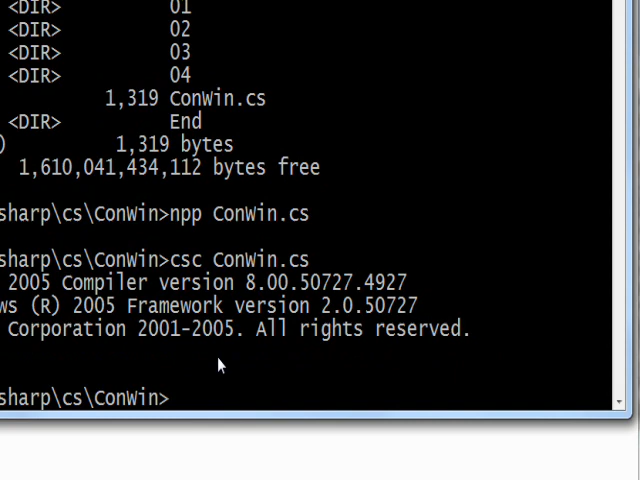 <DIR> 01
<DIR> 02
<DIR> 03
<DIR> 04
1,319 ConWin.cs
<DIR> End
) 1,319 bytes
1,610,041,434,112 bytes free
sharp\cs\ConWin>npp ConWin.cs
sharp\cs\ConWin>csc ConWin.cs
2005 Compiler version 8.00.50727.4927
ws (R) 2005 Framework version 2.0.50727
Corporation 2001-2005. All rights reserved.
sharp\cs\ConWin>